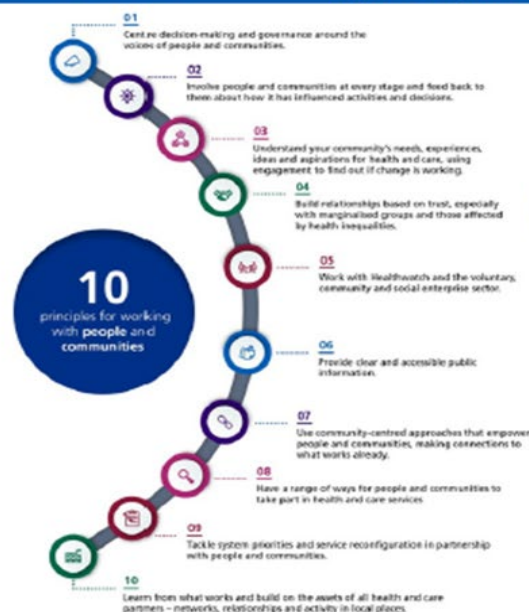 01
Centre decision-making and governance around the
voices of people and communities.
02
Involve people and communities at every stage and feed back to
them about how it has influenced activities and decisions.
03
Understand your community's needs, experiences,
ideas and aspirations for health and care, using
engagement to find out if change is working.
04
Build relationships based on trust, especially
with marginalised groups and those affected
by health inequalities.
05
Work with Healthwatch and the voluntary,
community and social enterprise sector.
10
principles for working
with people and
communities
06
Provide clear and accessible public
information.
07
Use community-centred approaches that empower
people and communities, making connections to
what works already.
08
Have a range of ways for people and communities to
take part in health and care services
09
Tackle system priorities and service reconfiguration in partnership
with people and communities.
10
Learn from what works and build on the assets of all health and care
partners – networks, relationships and activity in local places.